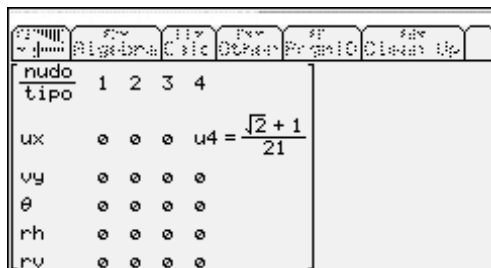 Algebra Calc Other PrgmIO Clean Up
nudo 1 2 3 4
tipo
ux ø ø ø u4 = √2 + 1 / 21
vy ø ø ø ø
θ ø ø ø ø
rh ø ø ø ø
rv ø ø ø ø